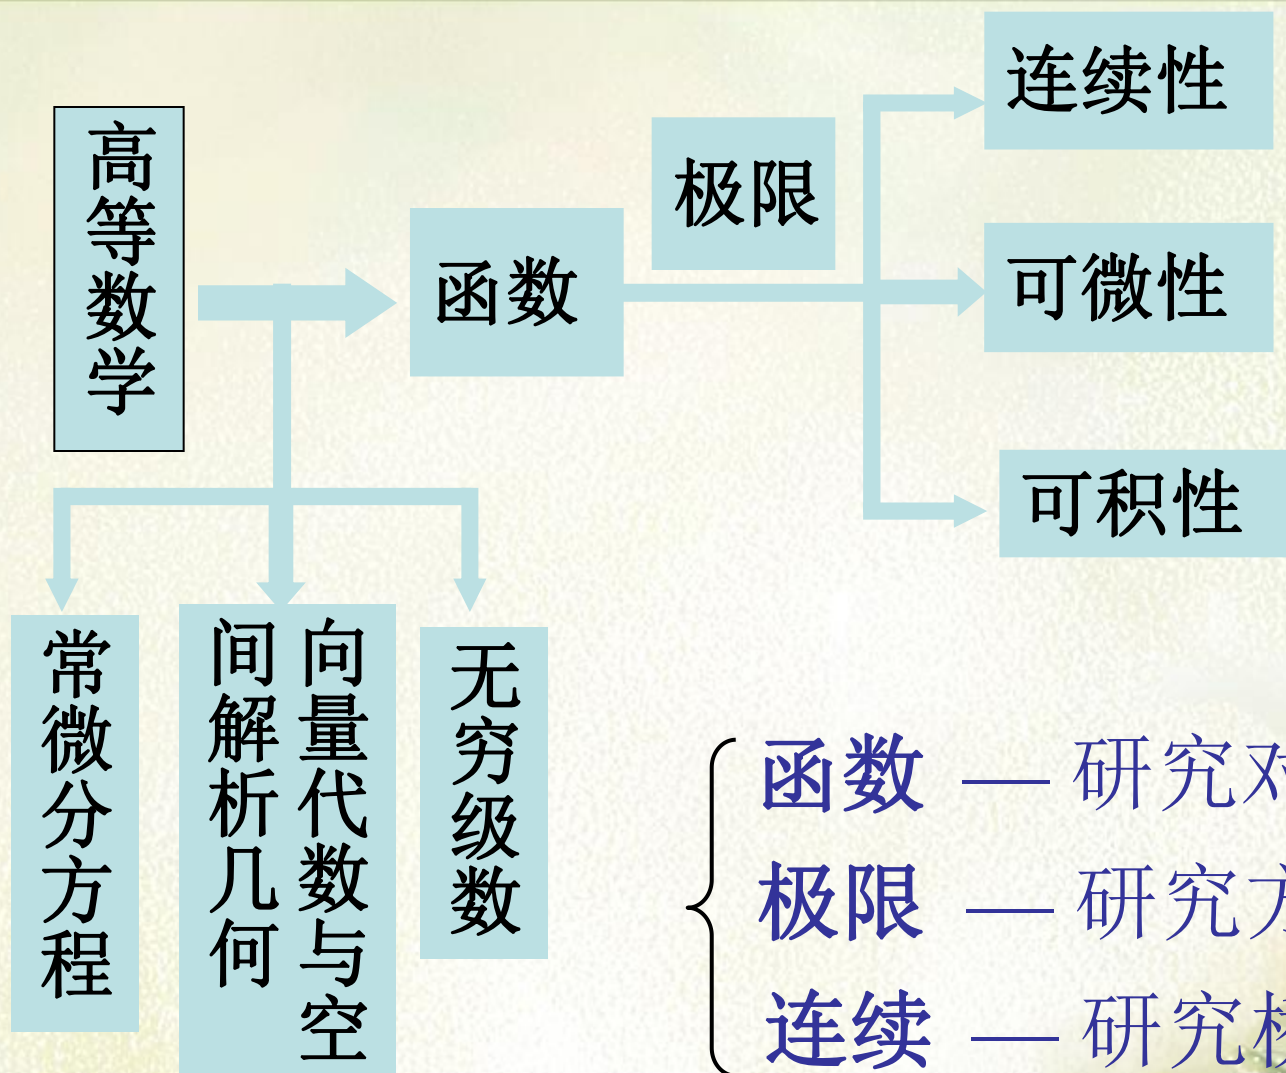 高等数学
函数
极限
连续性
可微性
可积性
常微分方程
向量代数与空
间解析几何
无穷级数
函数 — 研究
极限 — 研究
连续 — 研究